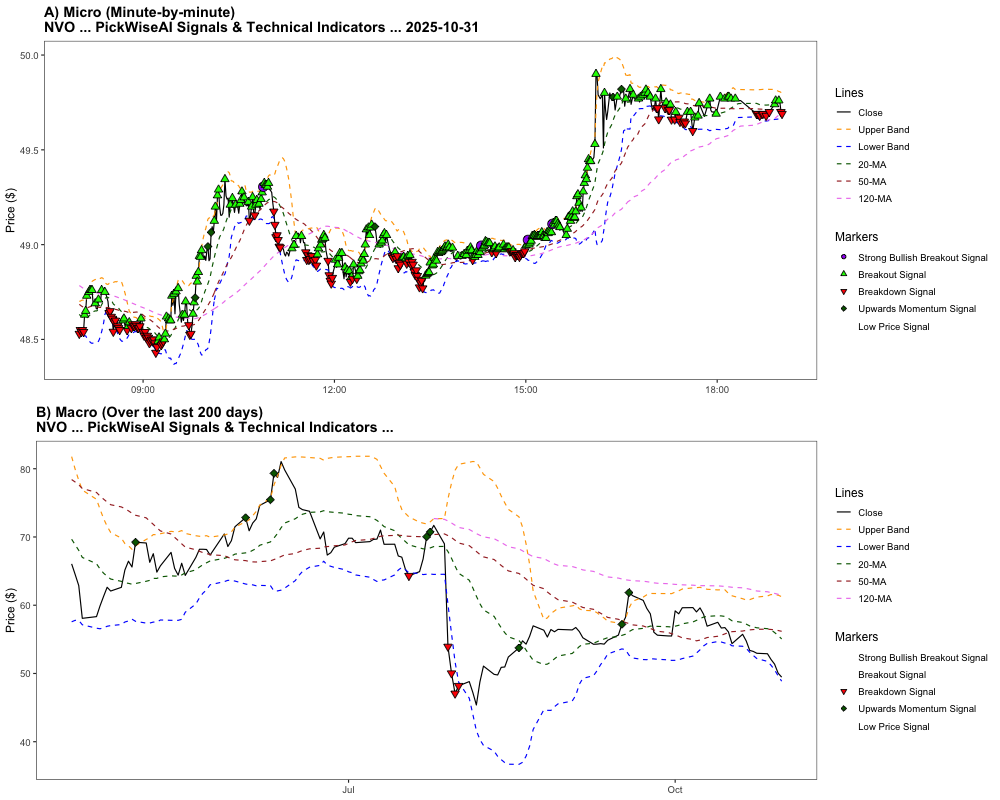 A) Micro (Minute-by-minute)
NVO ... PickWiseAI Signals & Technical Indicators ... 2025-10-31
Price ($)
50.0
49.5
49.0
48.5
09:00
12:00
15:00
18:00
Lines
Close
Upper Band
Lower Band
20-MA
50-MA
120-MA
Markers
Strong Bullish Breakout Signal
Breakout Signal
Breakdown Signal
Upwards Momentum Signal
Low Price Signal
B) Macro (Over the last 200 days)
NVO ... PickWiseAI Signals & Technical Indicators ...
Price ($)
80
70
60
50
40
Jul
Oct
Lines
Close
Upper Band
Lower Band
20-MA
50-MA
120-MA
Markers
Strong Bullish Breakout Signal
Breakout Signal
Breakdown Signal
Upwards Momentum Signal
Low Price Signal